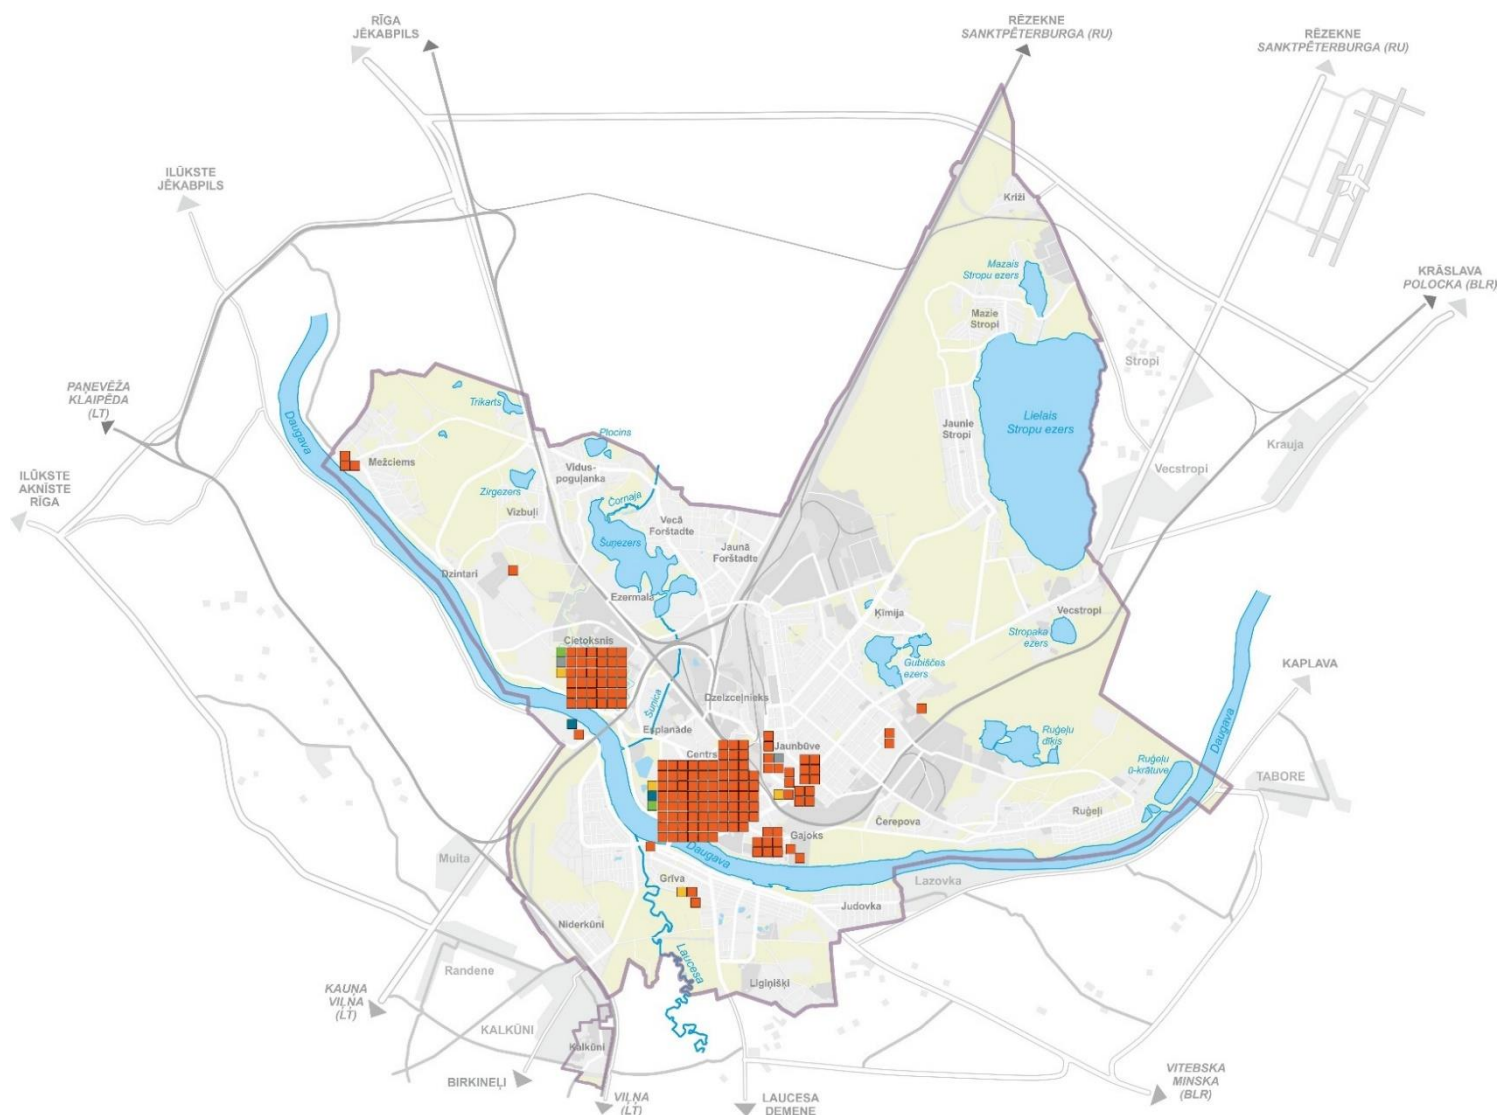 RĪGA
JĒKABPILS
RĒZEKNE
SANKTPĒTERBURGA (RU)
RĒZEKNE
SANKTPĒTERBURGA (RU)
ILŪKSTE
JĒKABPILS
Križi
Mazais
Stropu ezers
KRĀSLAVA
POLOCKA (BLR)
Mazie
Stropi
Stropi
PAŅEVĒŽA
KLAIPĒDA
(LT)
Daugava
Trikarts
Plocins
Jaunie
Stropi
Lielais
Stropu ezers
Krauja
Mežciems
Vidus-
poguļanka
Vecstropi
ILŪKSTE
AKNĪSTE
RĪGA
Zirgezers
Vizbuļi
Čornaja
Vecā
Forštadte
Šuņezers
Jaunā
Forštadte
Dzintari
Ezermala
Ķīmija
Vecstropi
Stropaka
ezers
Cietoksnis
Gubiščes
ezers
KAPLAVA
Šuņica
Dzelzceļnieks
Esplanāde
Centrs
Jaunbūve
Ruģeļu
dīķis
Daugava
Ruģeļu
ū-krātuve
TABORE
Ruģeļi
Čerepova
Gajoks
Daugava
Muita
Grīva
Lazovka
Judovka
Niderkūni
Laucesa
Randene
Liginišķi
KAUŅA
VIĻŅA
(LT)
KALKŪNI
Kalkūni
BIRKINEĻI
VIĻŅA
(LT)
LAUCESA
DEMENE
VITEBSKA
MINSKA
(BLR)